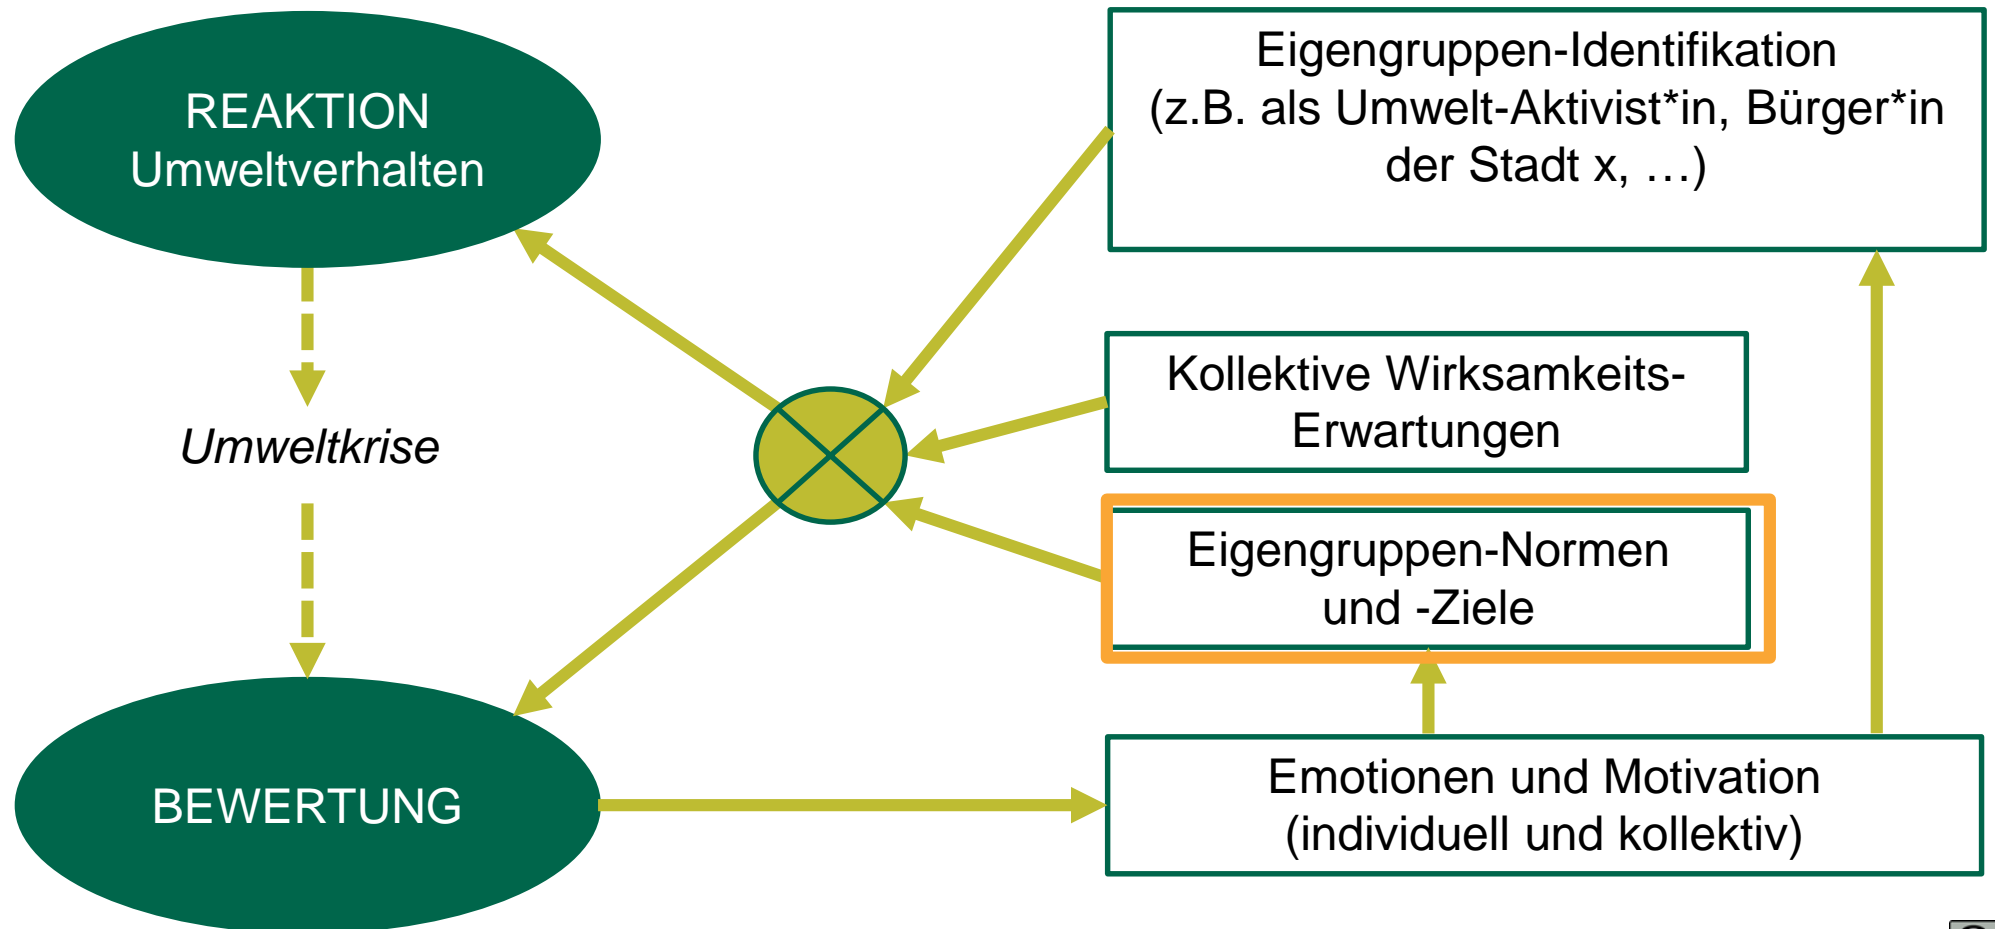 REAKTION
Umweltverhalten
Eigengruppen-Identifikation
(z.B. als Umwelt-Aktivist*in, Bürger*in
der Stadt x, …)
Kollektive Wirksamkeits-
Erwartungen
Umweltkrise
Eigengruppen-Normen
und -Ziele
BEWERTUNG
Emotionen und Motivation
(individuell und kollektiv)